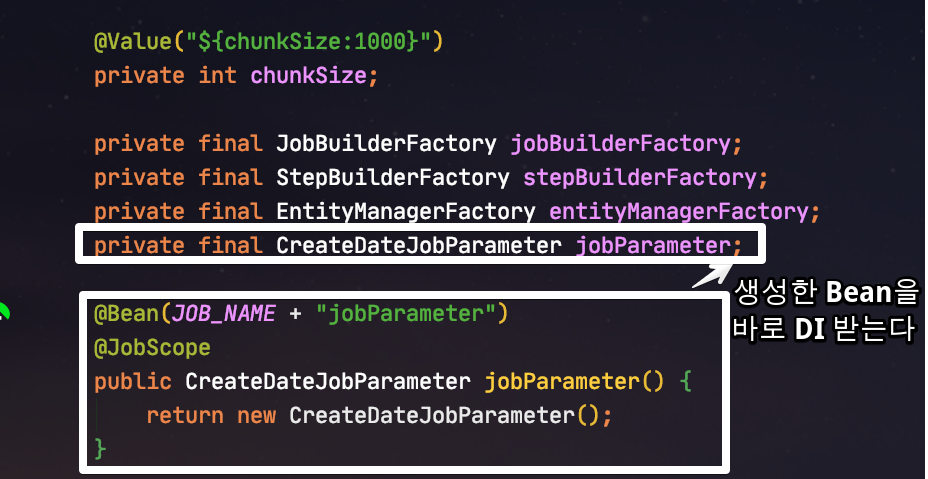 @Value("${chunkSize:1000}")
private int chunkSize;
private final JobBuilderFactory jobBuilderFactory;
private final StepBuilderFactory stepBuilderFactory;
private final EntityManagerFactory entityManagerFactory;
private final CreateDateJobParameter jobParameter;
생성한 Bean을
바로 DI 받는다
@Bean(JOB_NAME + "jobParameter")
@JobScope
public CreateDateJobParameter jobParameter() {
return new CreateDateJobParameter();
}